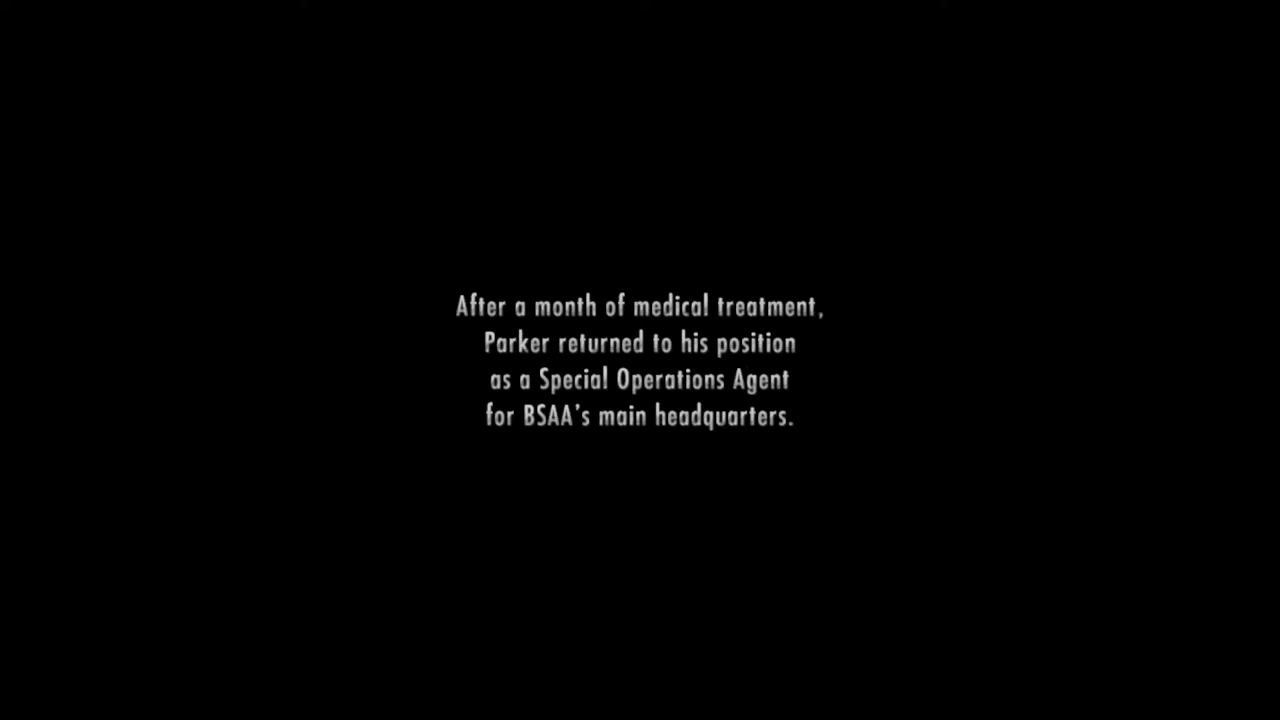 After a month of medical treatment,
Parker returned to his position
as a Special Operations Agent
for BSAA's main headquarters.